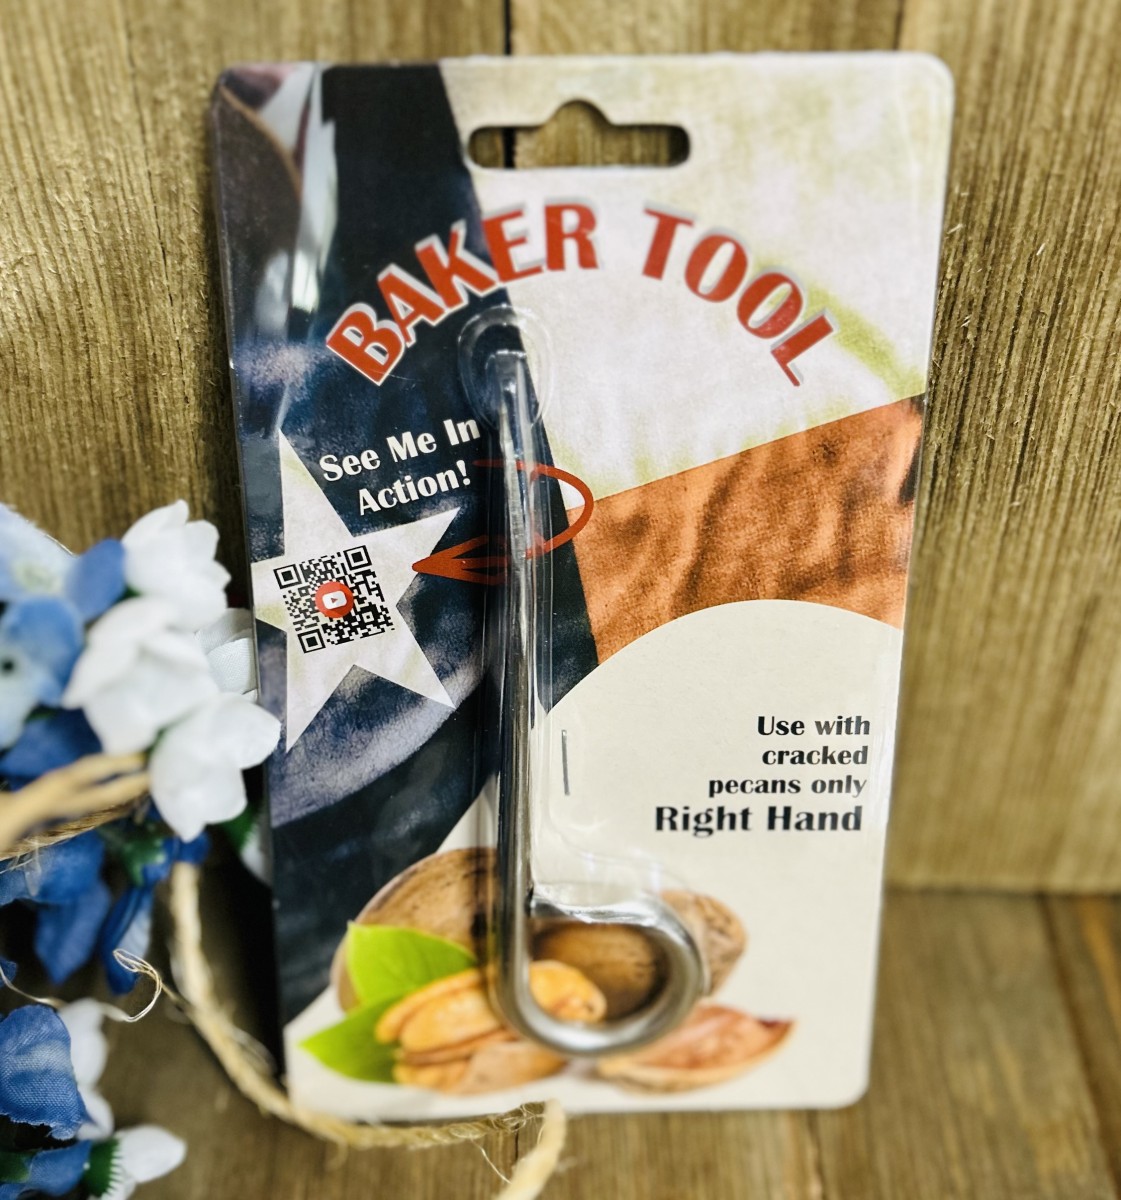 BAKER TOOL
See Me In
Action!
Use with
cracked
pecans only
Right Hand